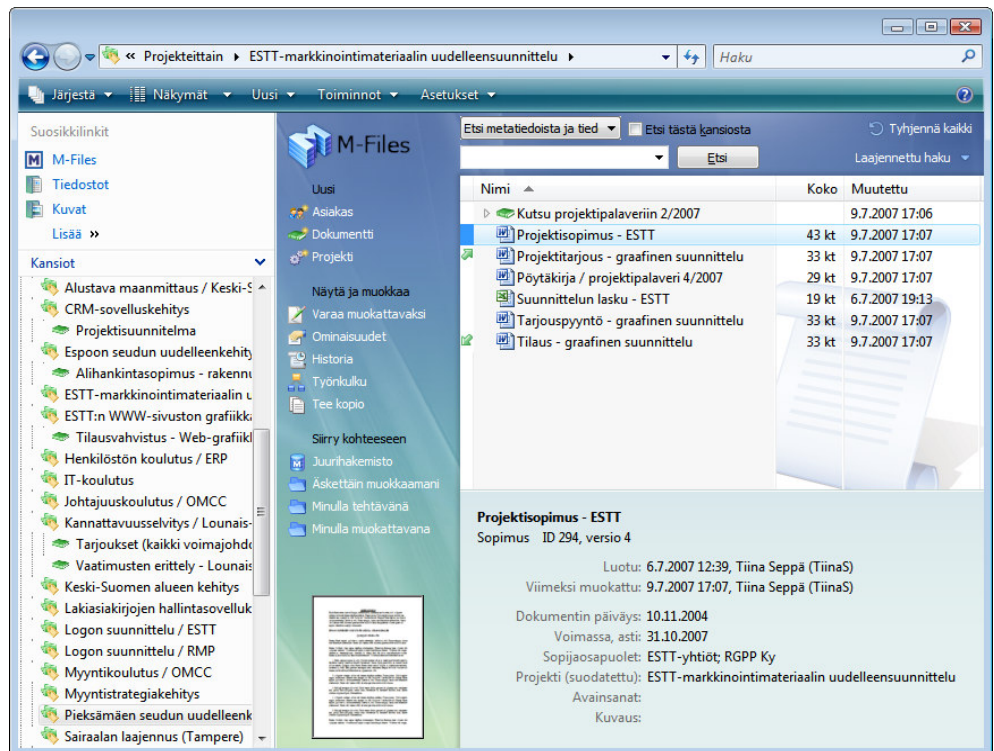 « Projekteittain ESTT-markkinointimateriaalin uudelleensuunnittelu
Haku
Järjestä Näkymät Uusi Toiminnot Asetukset
Suosikkilinkit
M-Files
Tiedostot
Kuvat
Lisää »
Kansiot
Alustava maanmittaus / Keski-S
CRM-sovelluskehitys
Projektisuunnitelma
Espoon seudun uudelleenkehity
Alihankintasopimus - rakennu
ESTT-markkinointimateriaalin u
ESTT:n WWW-sivuston grafiikka
Tilausvahvistus - Web-grafiikl
Henkilöstön koulutus / ERP
IT-koulutus
Johtajuuskoulutus / OMCC
Kannattavuusselvitys / Lounais-
Tarjoukset (kaikki voimajohdo
Vaatimusten erittely - Lounais
Keski-Suomen alueen kehitys
Lakiasiakirjojen hallintasovelluk
Logon suunnittelu / ESTT
Logon suunnittelu / RMP
Myyntikoulutus / OMCC
Myyntistrategiakehitys
Pieksämäen seudun uudelleenk
Sairaalan laajennus (Tampere)
M-Files
Uusi
Asiakas
Dokumentti
Projekti
Näytä ja muokkaa
Varaa muokattavaksi
Ominaisuudet
Historia
Työnkulku
Tee kopio
Siirry kohteeseen
Juurihakemisto
Äskettäin muokkaamani
Minulla tehtävänä
Minulla muokattavana
Etsi metatiedoista ja tied Etsi tästä kansiosta Tyhjennä kaikki
Etsi Laajennettu haku
Nimi Koko Muutettu
Kutsu projektipalaveriin 2/2007 9.7.2007 17:06
Projektisopimus - ESTT 43 kt 9.7.2007 17:07
Projektitarjous - graafinen suunnittelu 33 kt 9.7.2007 17:07
Pöytäkirja / projektipalaveri 4/2007 29 kt 9.7.2007 17:07
Suunnittelun lasku - ESTT 19 kt 6.7.2007 19:13
Tarjouspyyntö - graafinen suunnittelu 33 kt 9.7.2007 17:07
Tilaus - graafinen suunnittelu 33 kt 9.7.2007 17:07
Projektisopimus - ESTT
Sopimus ID 294, versio 4
Luotu: 6.7.2007 12:39, Tiina Seppä (TiinaS)
Viimeksi muokattu: 9.7.2007 17:07, Tiina Seppä (TiinaS)
Dokumentin päiväys: 10.11.2004
Voimassa, asti: 31.10.2007
Sopijaosapuolet: ESTT-yhtiöt; RGPP Ky
Projekti (suodatettu): ESTT-markkinointimateriaalin uudelleensuunnittelu
Avainsanat:
Kuvaus: